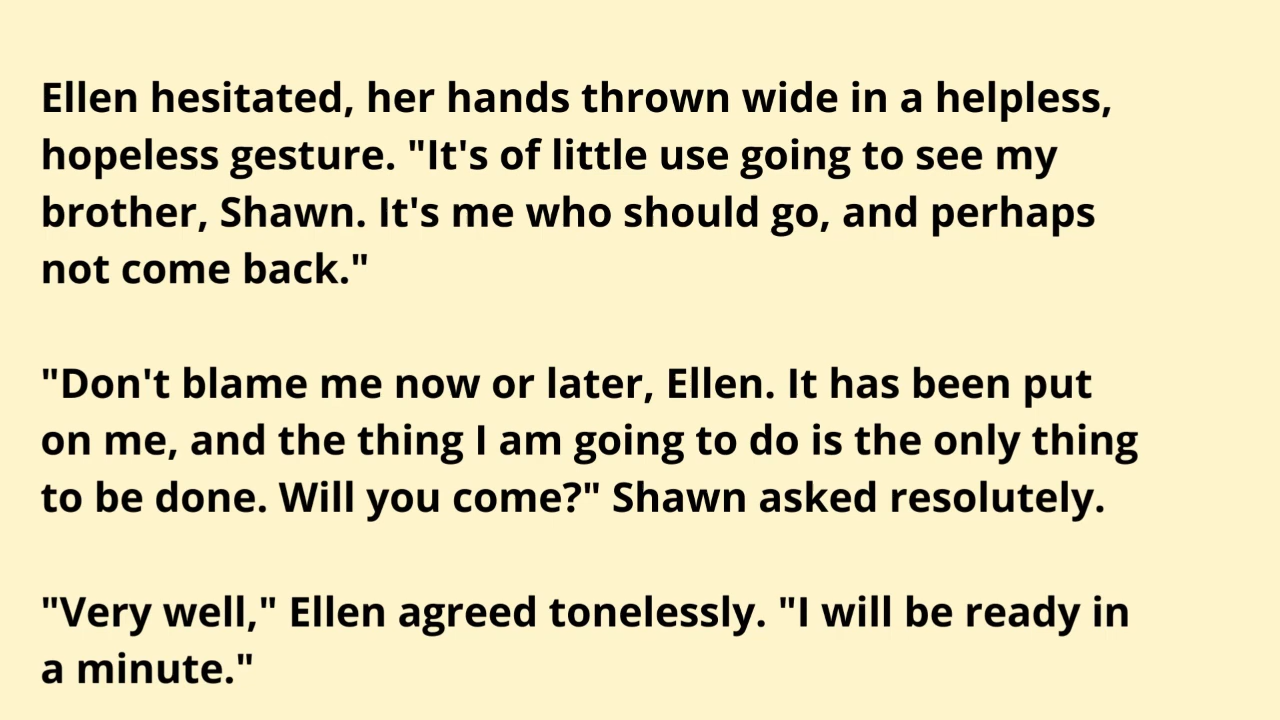 Ellen hesitated, her hands thrown wide in a helpless,
hopeless gesture. "It's of little use going to see my
brother, Shawn. It's me who should go, and perhaps
not come back."
"Don't blame me now or later, Ellen. It has been put
on me, and the thing I am going to do is the only thing
to be done. Will you come?" Shawn asked resolutely.
"Very well," Ellen agreed tonelessly. "I will be ready in
a minute."